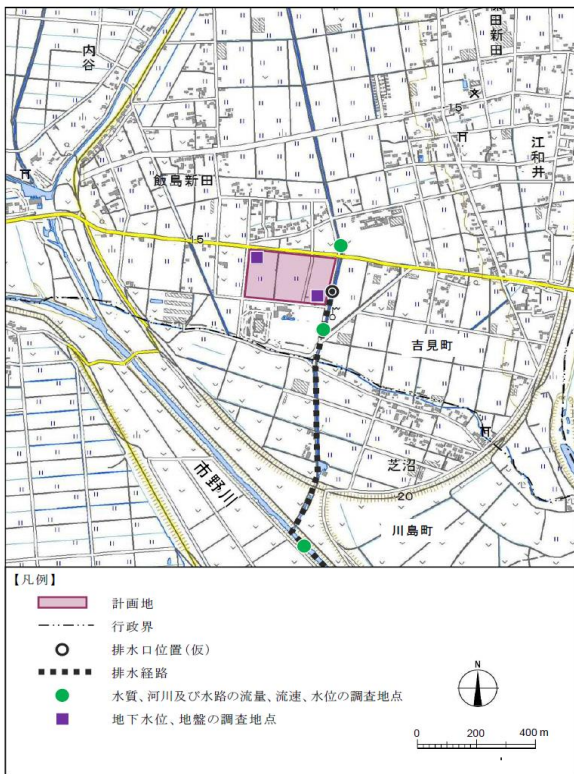 内谷
飯島新田
江和井
15
15
吉見町
芝沼
市野川
20
川島町
【凡例】
計画地
行政界
排水口位置(仮)
排水経路
水質、河川及び水路の流量、流速、水位の調査地点
地下水位、地盤の調査地点
N
0 200 400 m